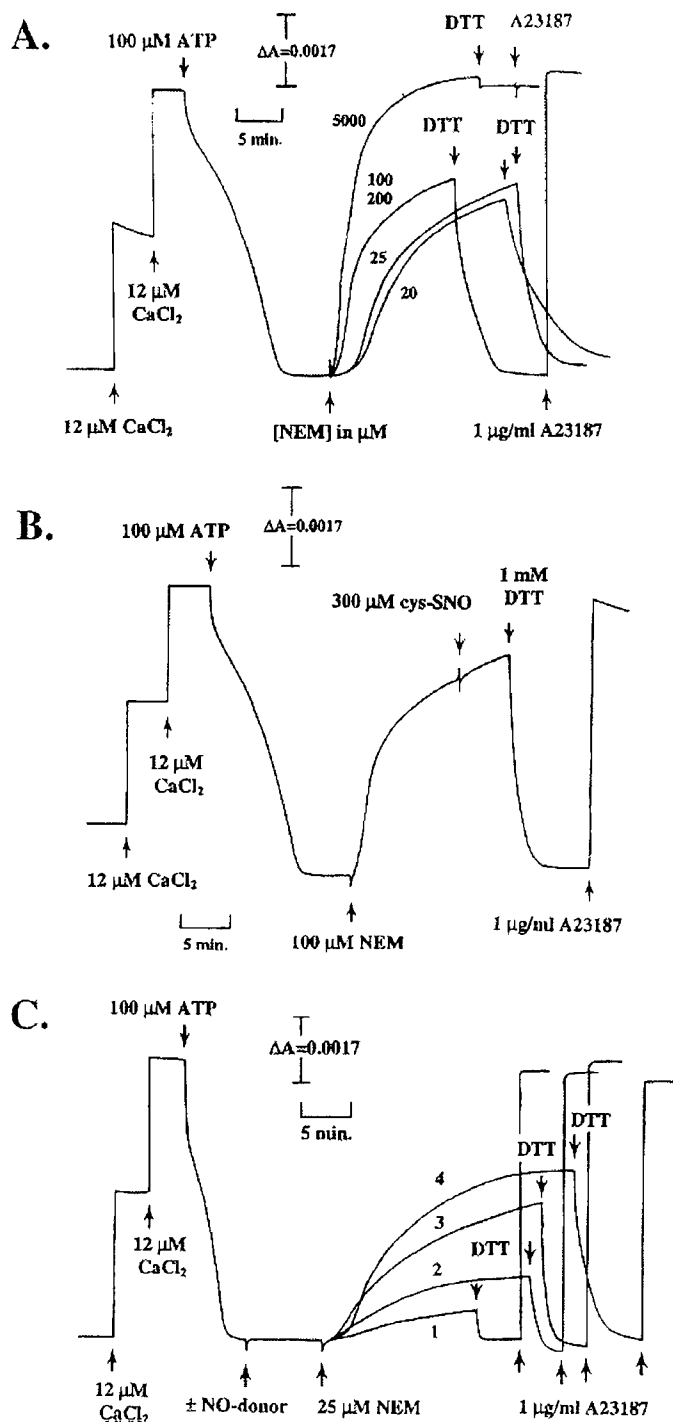 A.
100 μM ATP
ΔA=0.0017
5 min.
DTT
A23187
5000
DTT
DTT
100
200
25
20
12 μM
CaCl2
12 μM CaCl2
[NEM] in μM
1 μg/ml A23187
B.
100 μM ATP
ΔA=0.0017
300 μM cys-SNO
1 mM
DTT
12 μM
CaCl2
12 μM CaCl2
5 min.
100 μM NEM
1 μg/ml A23187
C.
100 μM ATP
ΔA=0.0017
5 min.
DTT
DTT
4
3
DTT
2
1
12 μM
CaCl2
12 μM
CaCl2
± NO-donor
25 μM NEM
1 μg/ml A23187